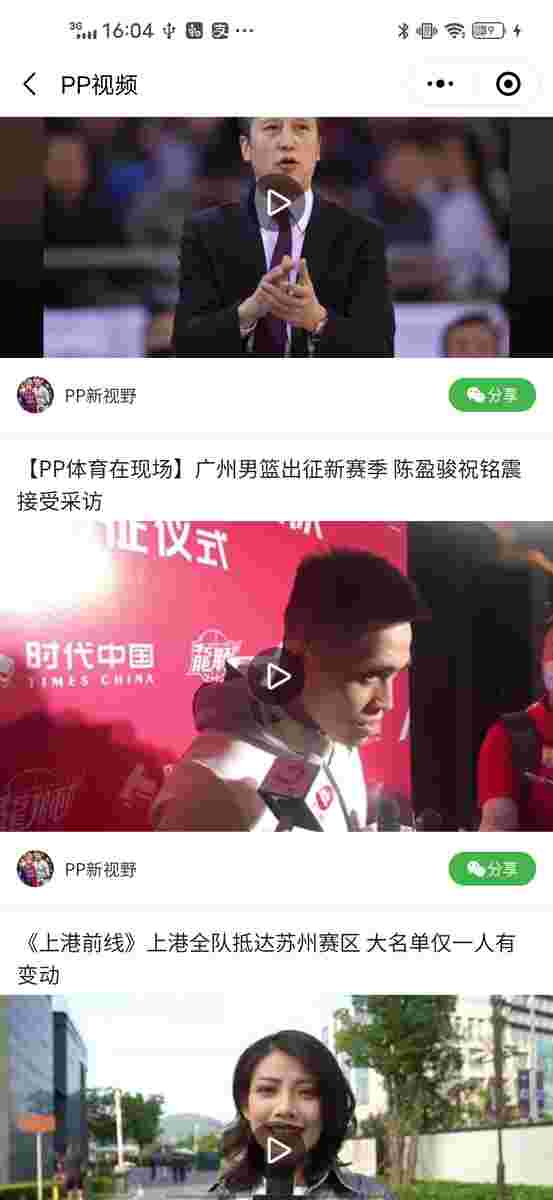 3G 16:04
PP视频
PP新视野
分享
【PP体育在现场】广州男篮出征新赛季 陈盈骏祝铭震
接受采访
征仪式
时代中国
TIMES CHINA
PP新视野
分享
《上港前线》上港全队抵达苏州赛区 大名单仅一人有
变动